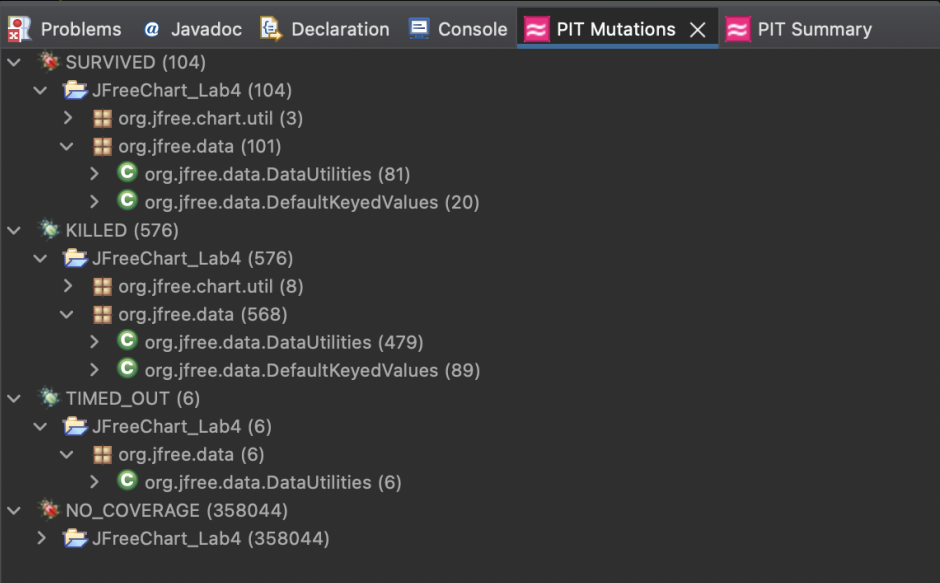 Problems @ Javadoc Declaration Console PIT Mutations PIT Summary
SURVIVED (104)
JFreeChart_Lab4 (104)
org.jfree.chart.util (3)
org.jfree.data (101)
org.jfree.data.DataUtilities (81)
org.jfree.data.DefaultKeyedValues (20)
KILLED (576)
JFreeChart_Lab4 (576)
org.jfree.chart.util (8)
org.jfree.data (568)
org.jfree.data.DataUtilities (479)
org.jfree.data.DefaultKeyedValues (89)
TIMED_OUT (6)
JFreeChart_Lab4 (6)
org.jfree.data (6)
org.jfree.data.DataUtilities (6)
NO_COVERAGE (358044)
JFreeChart_Lab4 (358044)